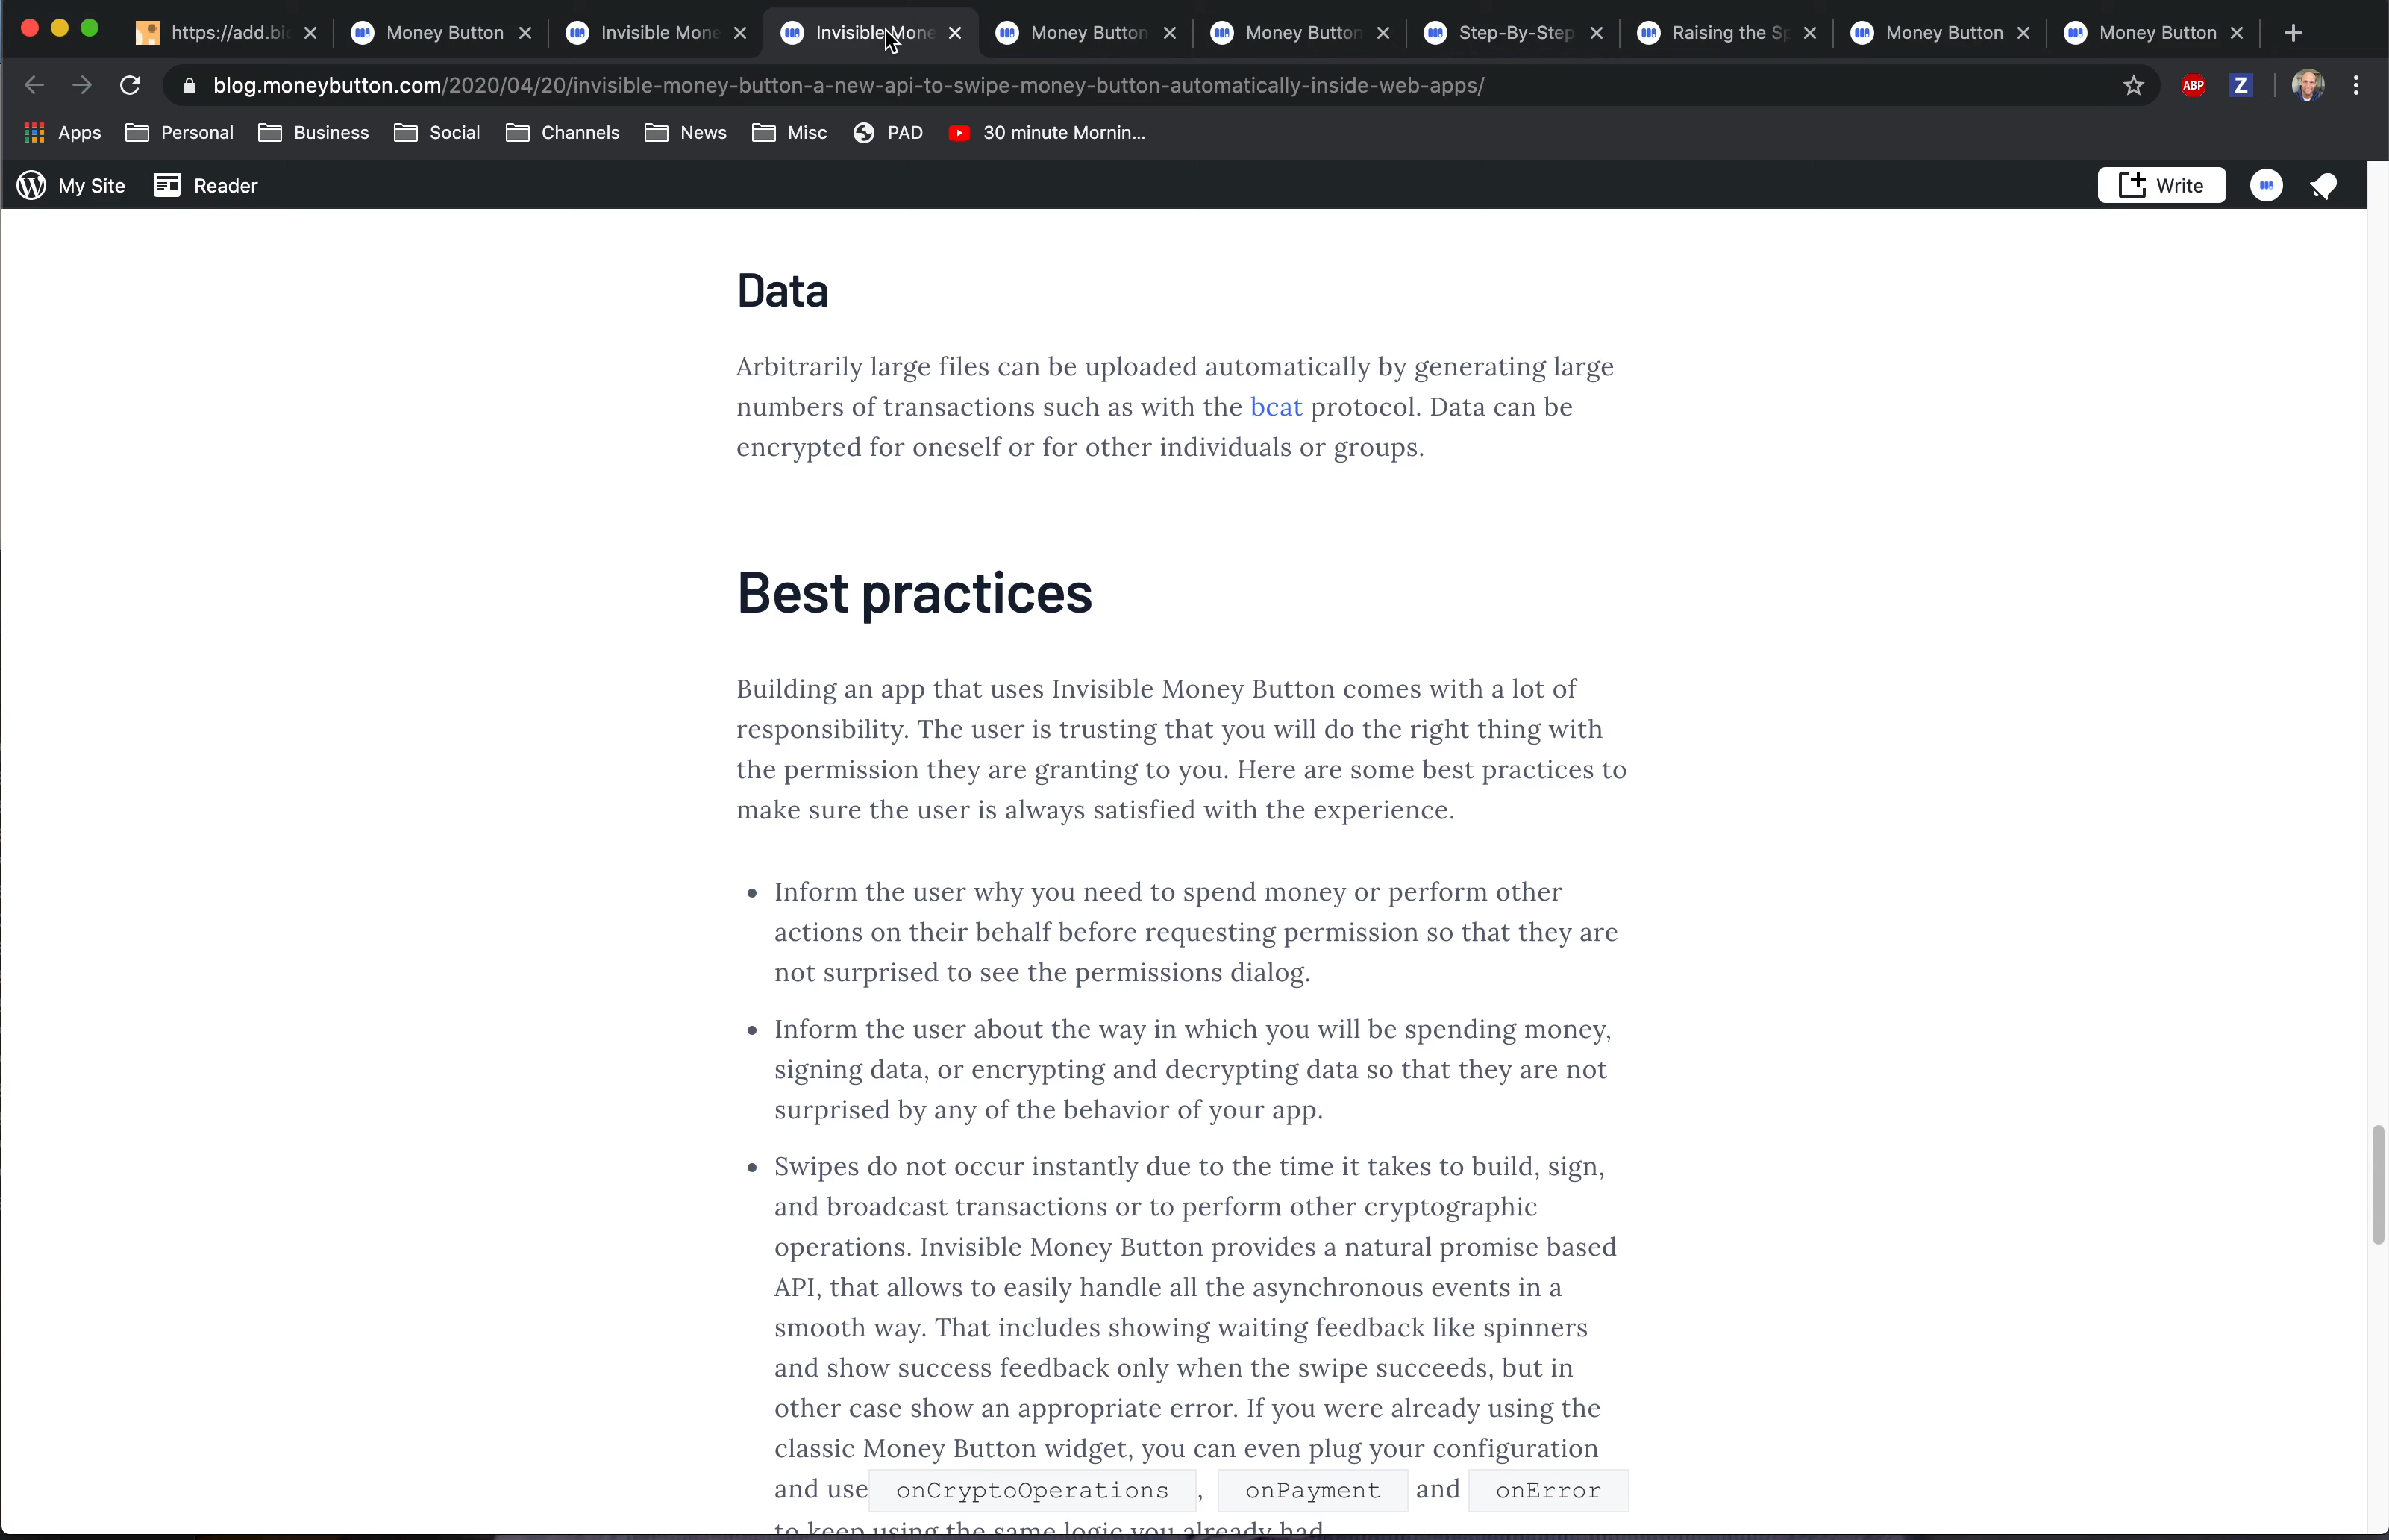 https://add.bi
Money Button
Invisible Mone
Invisible Mone
Money Button
Money Button
Step-By-Step
Raising the Sp
Money Button
Money Button
blog.moneybutton.com/2020/04/20/invisible-money-button-a-new-api-to-swipe-money-button-automatically-inside-web-apps/
ABP
Z
Apps
Personal
Business
Social
Channels
News
Misc
PAD
30 minute Mornin...
My Site
Reader
Write
Data
Arbitrarily large files can be uploaded automatically by generating large
numbers of transactions such as with the bcat protocol. Data can be
encrypted for oneself or for other individuals or groups.
Best practices
Building an app that uses Invisible Money Button comes with a lot of
responsibility. The user is trusting that you will do the right thing with
the permission they are granting to you. Here are some best practices to
make sure the user is always satisfied with the experience.
• Inform the user why you need to spend money or perform other
actions on their behalf before requesting permission so that they are
not surprised to see the permissions dialog.
• Inform the user about the way in which you will be spending money,
signing data, or encrypting and decrypting data so that they are not
surprised by any of the behavior of your app.
• Swipes do not occur instantly due to the time it takes to build, sign,
and broadcast transactions or to perform other cryptographic
operations. Invisible Money Button provides a natural promise based
API, that allows to easily handle all the asynchronous events in a
smooth way. That includes showing waiting feedback like spinners
and show success feedback only when the swipe succeeds, but in
other case show an appropriate error. If you were already using the
classic Money Button widget, you can even plug your configuration
and use onCryptoOperations , onPayment and onError
to keep using the same logic you already had.